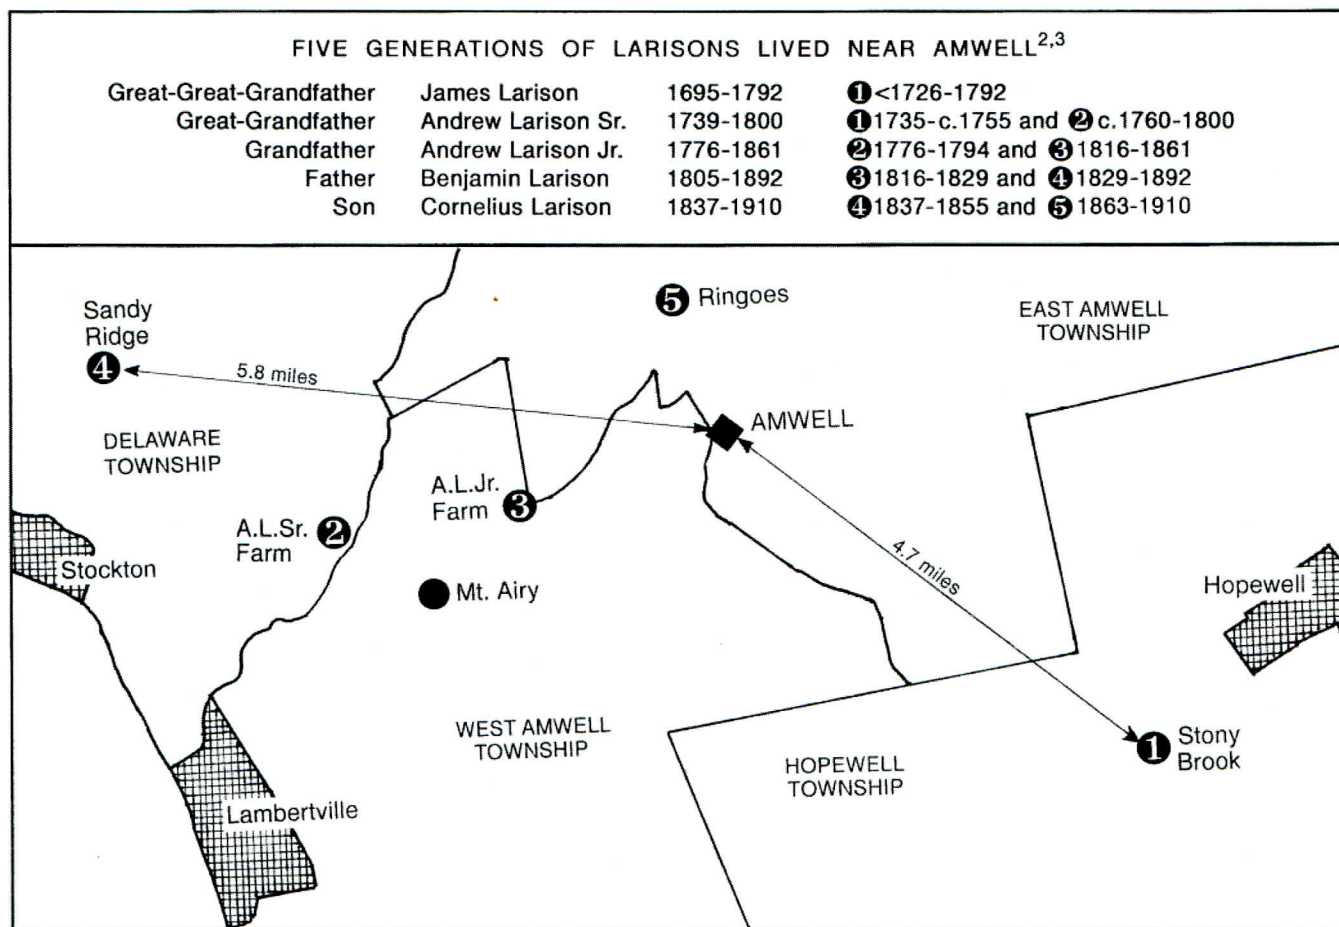 FIVE GENERATIONS OF LARISONS LIVED NEAR AMWELL2,3
Great-Great-Grandfather James Larison 1695-1792 ❶<1726-1792
Great-Grandfather Andrew Larison Sr. 1739-1800 ❶1735-c.1755 and ❷c.1760-1800
Grandfather Andrew Larison Jr. 1776-1861 ❷1776-1794 and ❸1816-1861
Father Benjamin Larison 1805-1892 ❸1816-1829 and ❹1829-1892
Son Cornelius Larison 1837-1910 ❹1837-1855 and ❺1863-1910
Sandy
Ridge
❹
5.8 miles
❺ Ringoes
EAST AMWELL
TOWNSHIP
DELAWARE
TOWNSHIP
AMWELL
A.L.Jr.
Farm ❸
A.L.Sr.
Farm ❷
Stockton
Mt. Airy
4.7 miles
Hopewell
WEST AMWELL
TOWNSHIP
HOPEWELL
TOWNSHIP
❶ Stony
Brook
Lambertville